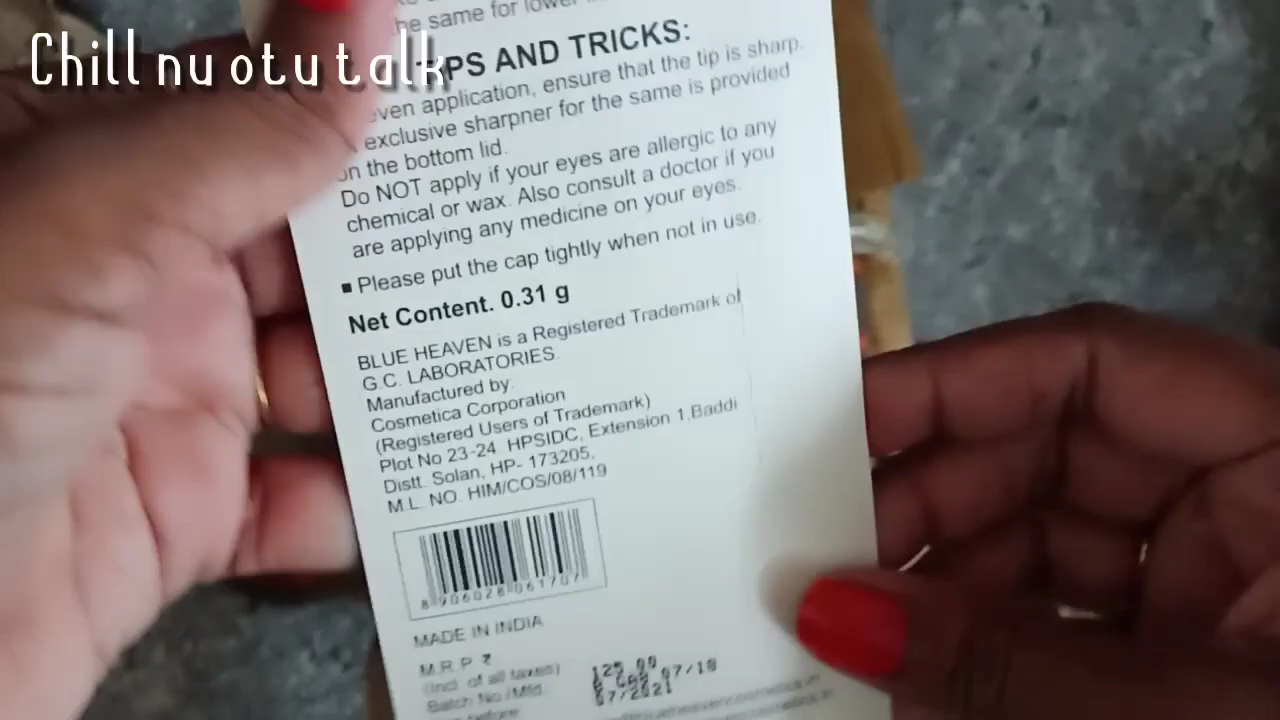 Chill nu otu talk
he same for lower
PS AND TRICKS:
even application, ensure that the tip is sharp.
exclusive sharpner for the same is provided
on the bottom lid.
Do NOT apply if your eyes are allergic to any
chemical or wax. Also consult a doctor if you
are applying any medicine on your eyes.
▪ Please put the cap tightly when not in use.
Net Content. 0.31 g
BLUE HEAVEN is a Registered Trademark of
G.C. LABORATORIES.
Manufactured by:
Cosmetica Corporation
(Registered Users of Trademark)
Plot No 23-24. HPSIDC, Extension 1,Baddi
Distt. Solan, HP- 173205.
M.L. NO. HIM/COS/08/119
8 906028 061707
MADE IN INDIA
M.R.P ₹ 125.00
(Incl. of all taxes)
Batch No./Mfd. 07/18
before 07/2021